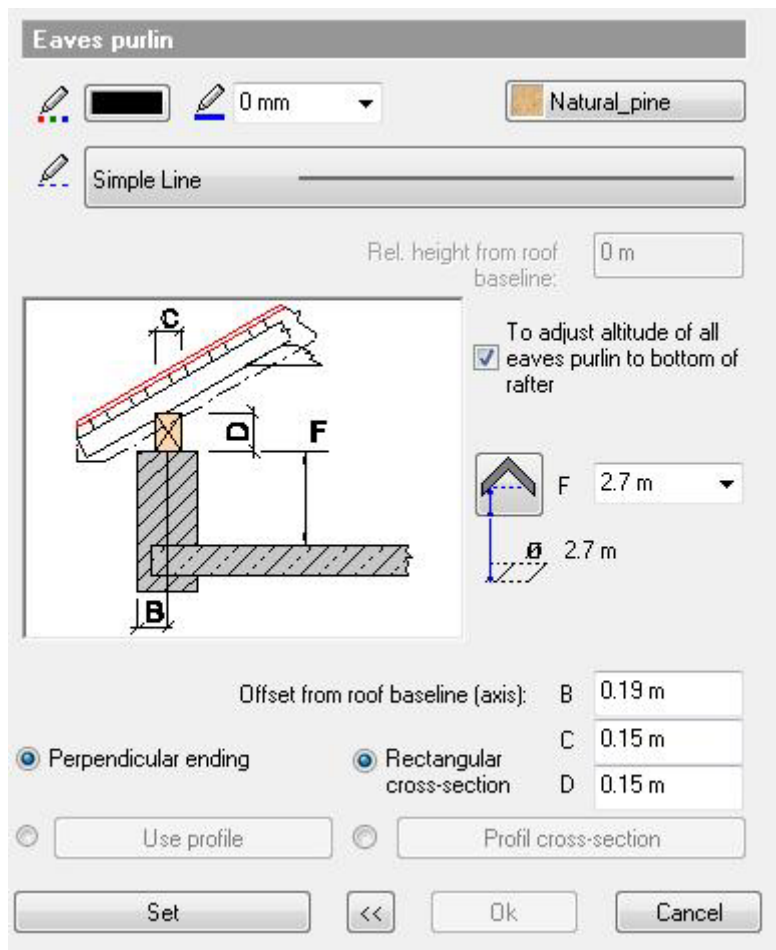 Eaves purlin
0 mm
Natural_pine
Simple Line
Rel. height from roof
baseline:
0 m
C
D
F
B
To adjust altitude of all
eaves purlin to bottom of
rafter
F
2.7 m
Ø 2.7 m
Offset from roof baseline (axis):
B
0.19 m
C
0.15 m
D
0.15 m
Perpendicular ending
Rectangular
cross-section
Use profile
Profil cross-section
Set
<<
Ok
Cancel